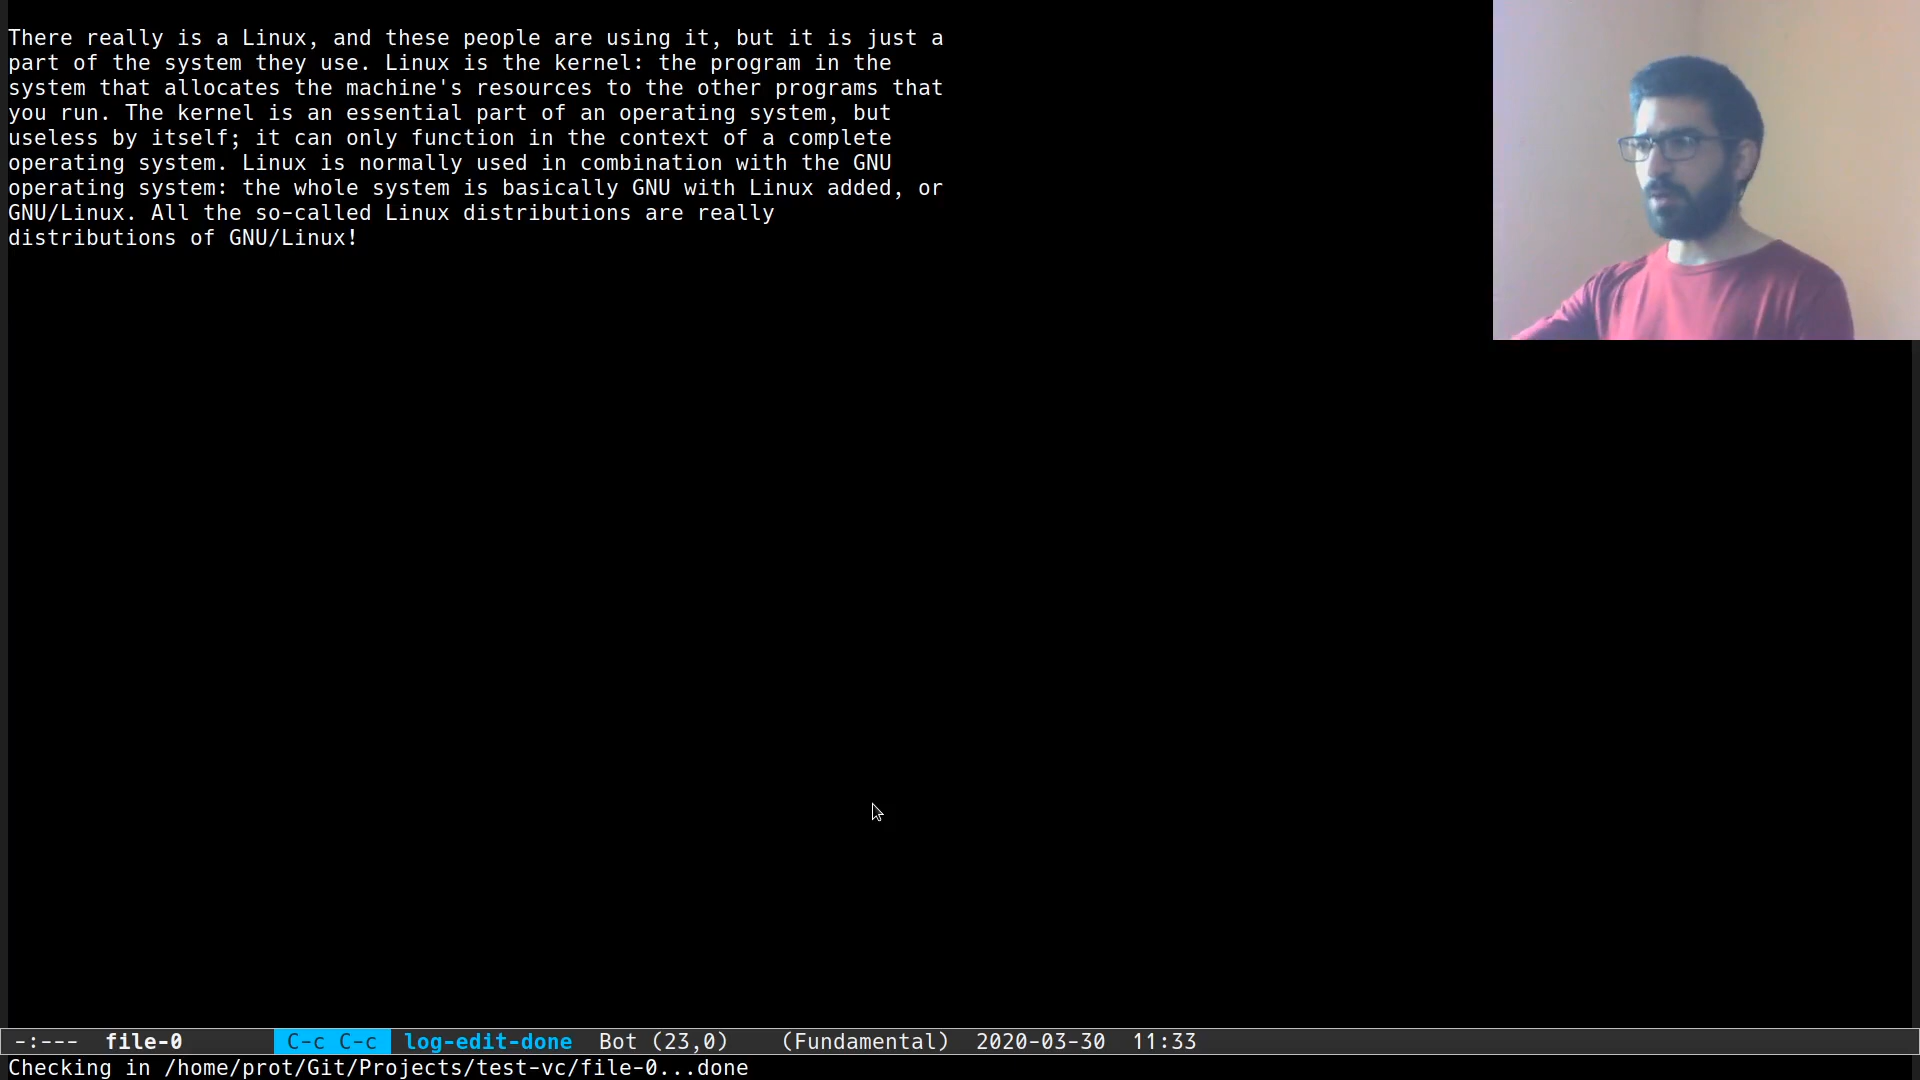 There really is a Linux, and these people are using it, but it is just a
part of the system they use. Linux is the kernel: the program in the
system that allocates the machine's resources to the other programs that
you run. The kernel is an essential part of an operating system, but
useless by itself; it can only function in the context of a complete
operating system. Linux is normally used in combination with the GNU
operating system: the whole system is basically GNU with Linux added, or
GNU/Linux. All the so-called Linux distributions are really
distributions of GNU/Linux!
-:--- file-0 C-c C-c log-edit-done Bot (23,0) (Fundamental) 2020-03-30 11:33
Checking in /home/prot/Git/Projects/test-vc/file-0...done